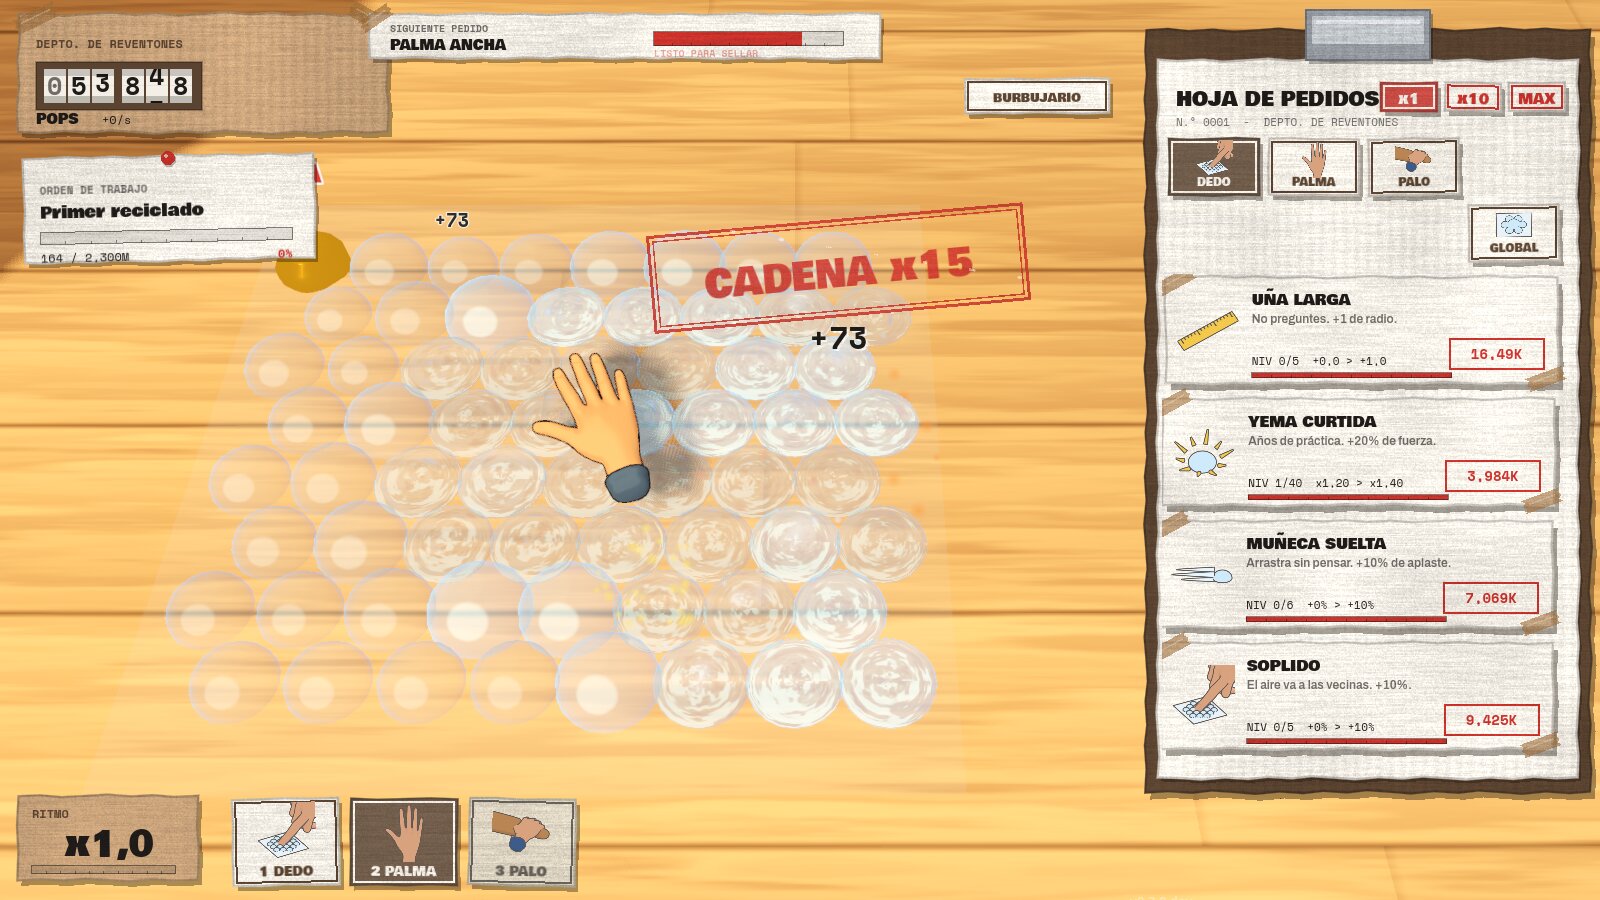 DEPTO. DE REVENTONES
053848
POPS +0/s
SIGUIENTE PEDIDO
PALMA ANCHA
LISTO PARA SELLAR
BURBUJARIO
ORDEN DE TRABAJO
Primer reciclado
0%
164 / 2,300M
+73
CADENA x15
+73
HOJA DE PEDIDOS
x1
x10
MAX
N.° 0001 - DEPTO. DE REVENTONES
DEDO
PALMA
PALO
GLOBAL
UÑA LARGA
No preguntes. +1 de radio.
NIV 0/5 +0,0 > +1,0
16,49K
YEMA CURTIDA
Años de práctica. +20% de fuerza.
NIV 1/40 x1,20 > x1,40
3,984K
MUÑECA SUELTA
Arrastra sin pensar. +10% de aplaste.
NIV 0/6 +0% > +10%
7,069K
SOPLIDO
El aire va a las vecinas. +10%.
NIV 0/5 +0% > +10%
9,425K
RITMO
x1,0
1 DEDO
2 PALMA
3 PALO